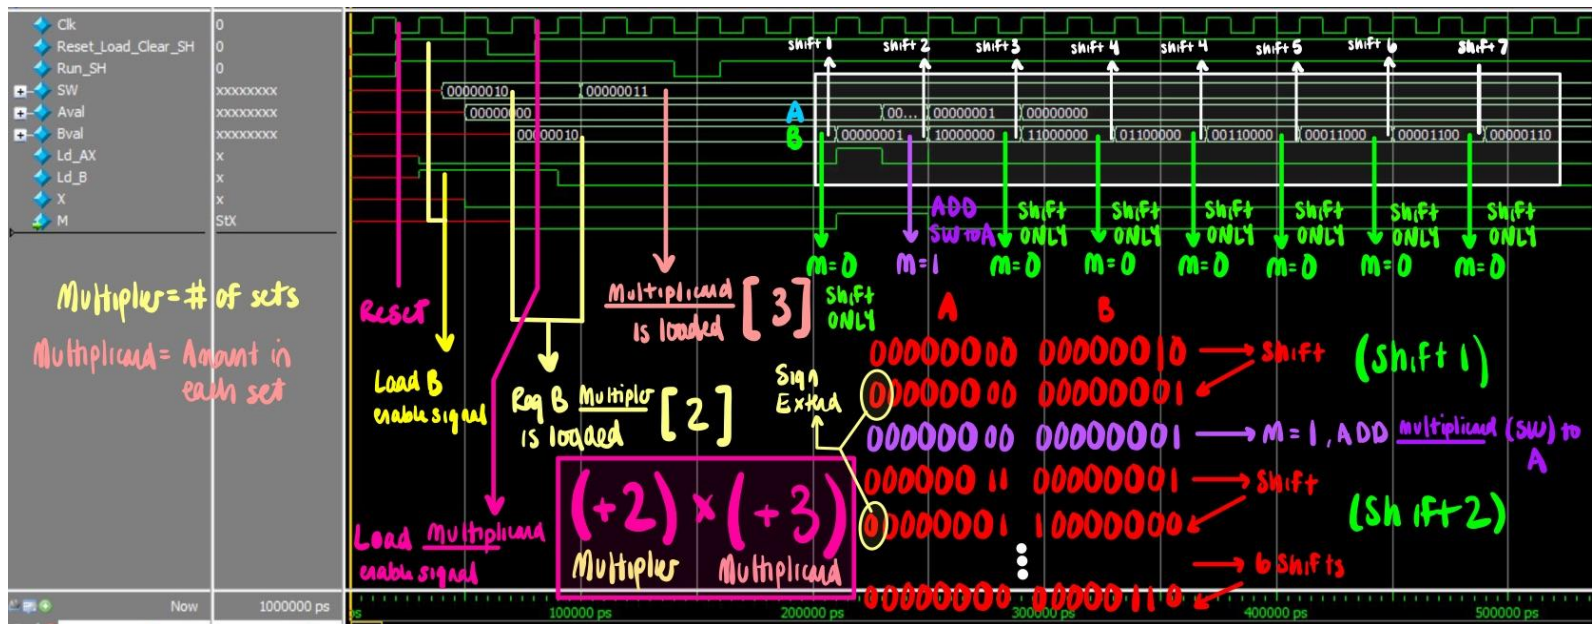 Clk 0
Reset_Load_Clear_SH 0
Run_SH 0
SW xxxxxxxx 00000010 00000011
Aval xxxxxxxx 00000000 A 00... 00000001 00000000
Bval xxxxxxxx 00000010 B 00000001 10000000 11000000 01100000 00110000 00011000 00001100 00000110
Ld_AX x
Ld_B x
X x
M StX
shift 1 shift 2 shift 3 shift 4 shift 4 shift 5 shift 6 shift 7
ADD
SW to A
Shift
ONLY
Shift
ONLY
Shift
ONLY
Shift
ONLY
Shift
ONLY
Shift
ONLY
M=0 M=1 M=0 M=0 M=0 M=0 M=0 M=0
Shift
ONLY
Multiplier = # of sets
Multiplicand = Amount in
each set
Reset
Load B
enable signal
Load Multiplicand
enable signal
Reg B Multiplier [2]
is loaded
Multiplicand [3]
is loaded
(+2) x (+3)
Multiplier Multiplicand
Sign
Extend
A B
00000000 00000010 Shift (Shift 1)
00000000 00000001
00000000 00000001 M=1, ADD multiplicand (SW) to
A
00000011 00000001 Shift
00000001 10000000 (Shift 2)
6 Shifts
00000000 00000110
Now 1000000 ps
ps 100000 ps 200000 ps 300000 ps 400000 ps 500000 ps